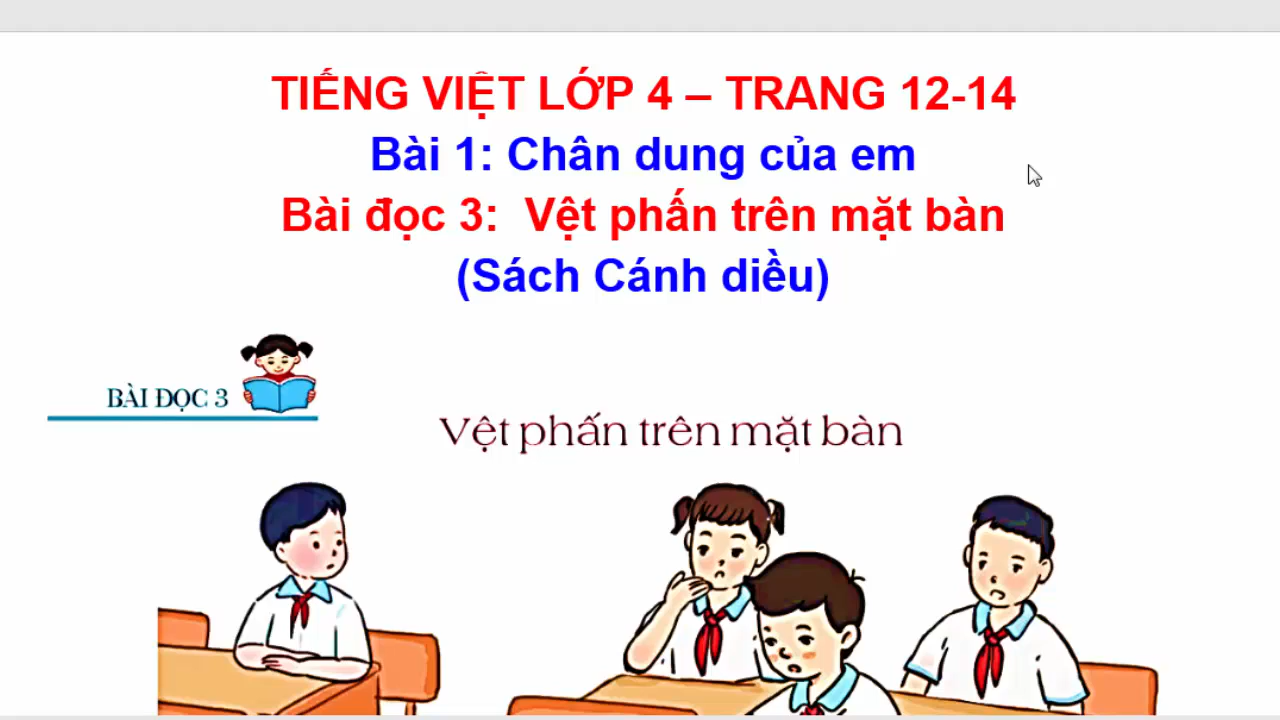 TIẾNG VIỆT LỚP 4 – TRANG 12-14
Bài 1: Chân dung của em
Bài đọc 3: Vệt phấn trên mặt bàn
(Sách Cánh diều)
BÀI ĐỌC 3
Vệt phấn trên mặt bàn